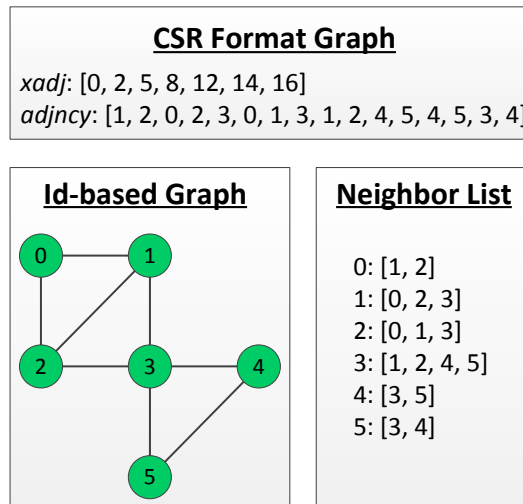 CSR Format Graph
xadj: [0, 2, 5, 8, 12, 14, 16]
adjncy: [1, 2, 0, 2, 3, 0, 1, 3, 1, 2, 4, 5, 4, 5, 3, 4]
Id-based Graph
0
1
2
3
4
5
Neighbor List
0: [1, 2]
1: [0, 2, 3]
2: [0, 1, 3]
3: [1, 2, 4, 5]
4: [3, 5]
5: [3, 4]